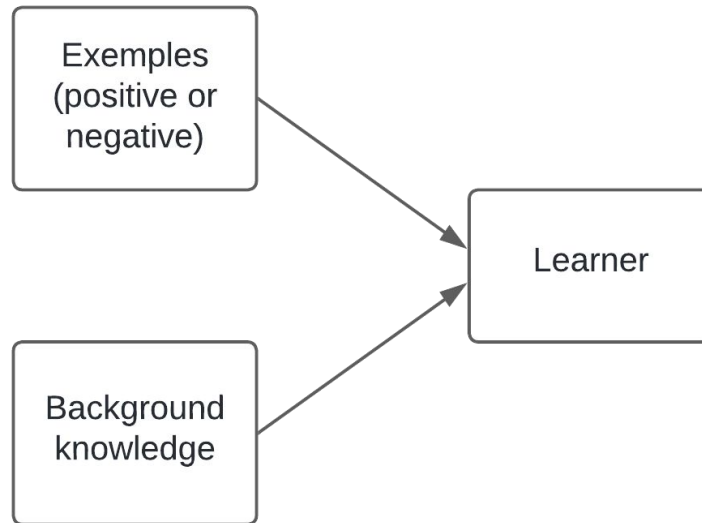 Exemples
(positive or
negative)
Learner
Background
knowledge